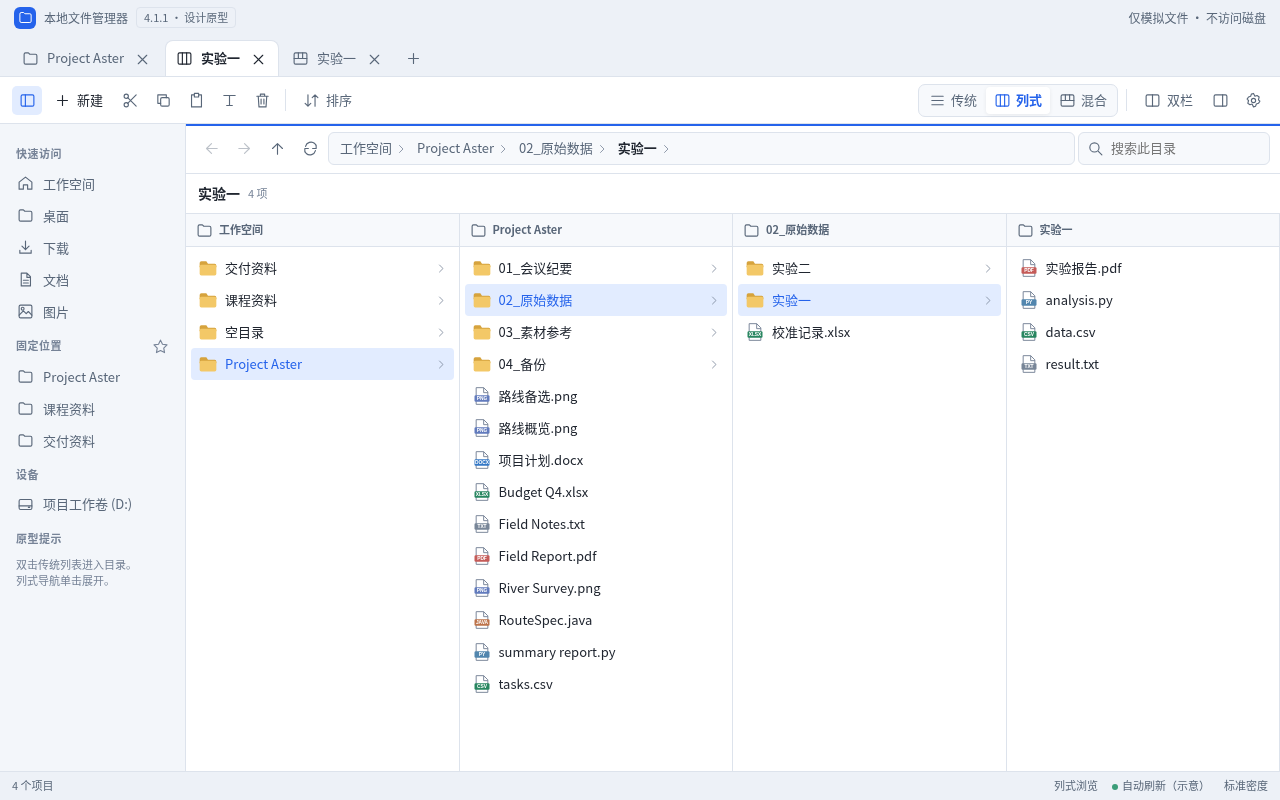 本地文件管理器 4.1.1 · 设计原型 仅模拟文件 · 不访问磁盘
Project Aster 实验一 实验一
新建 排序 传统 列式 混合 双栏
快速访问
工作空间
桌面
下载
文档
图片
固定位置
Project Aster
课程资料
交付资料
设备
项目工作卷 (D:)
原型提示
双击传统列表进入目录。
列式导航单击展开。
工作空间 Project Aster 02_原始数据 实验一 搜索此目录
实验一 4 项
工作空间
交付资料
课程资料
空目录
Project Aster
Project Aster
01_会议纪要
02_原始数据
03_素材参考
04_备份
路线备选.png
路线概览.png
项目计划.docx
Budget Q4.xlsx
Field Notes.txt
Field Report.pdf
River Survey.png
RouteSpec.java
summary report.py
tasks.csv
02_原始数据
实验二
实验一
校准记录.xlsx
实验一
实验报告.pdf
analysis.py
data.csv
result.txt
4 个项目 列式浏览 自动刷新（示意） 标准密度